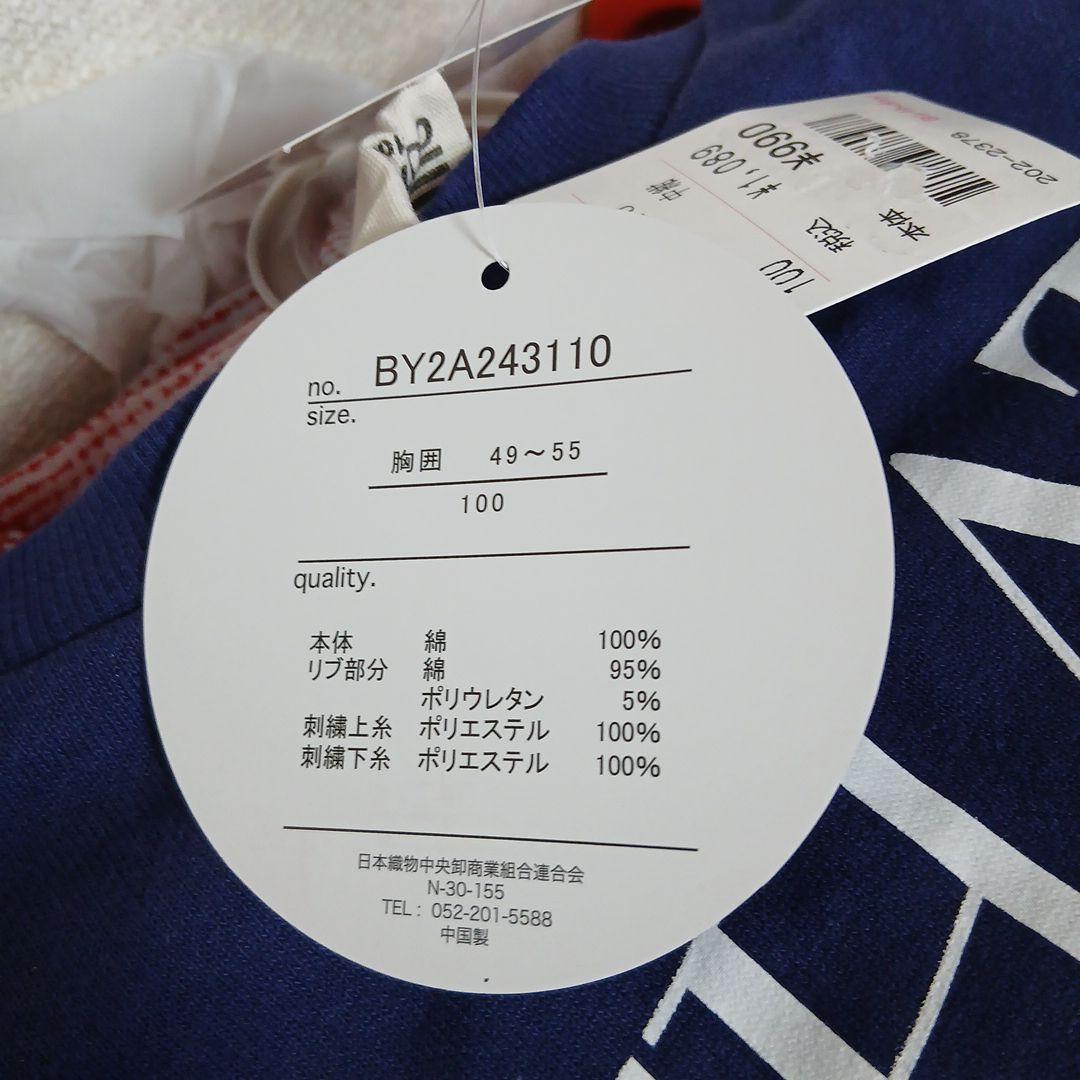 no. BY2A243110
size.
胸囲 49～55
100
quality.
本体 綿 100%
リブ部分 綿 95%
ポリウレタン 5%
刺繍上糸 ポリエステル 100%
刺繍下糸 ポリエステル 100%
日本織物中央卸商業組合連合会
N-30-155
TEL: 052-201-5588
中国製
202-2378
本体 ¥990
税込 ¥1,089
100